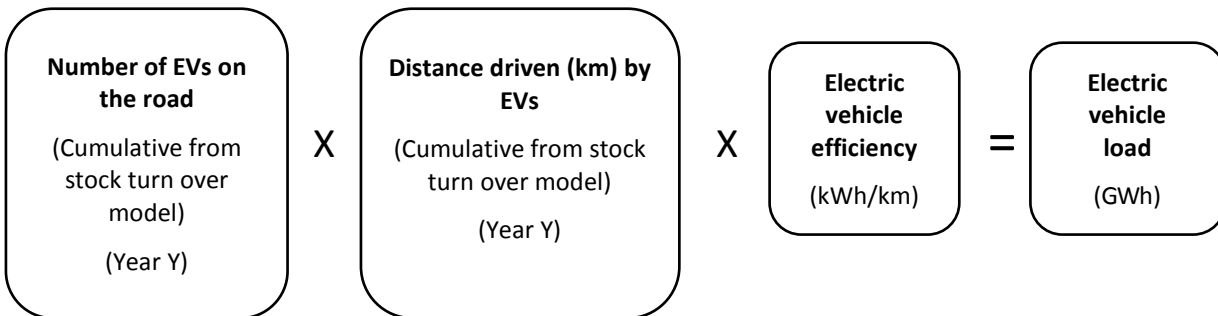 Number of EVs on
the road
(Cumulative from
stock turn over
model)
(Year Y)
X
Distance driven (km) by
EVs
(Cumulative from stock
turn over model)
(Year Y)
X
Electric
vehicle
efficiency
(kWh/km)
=
Electric
vehicle
load
(GWh)